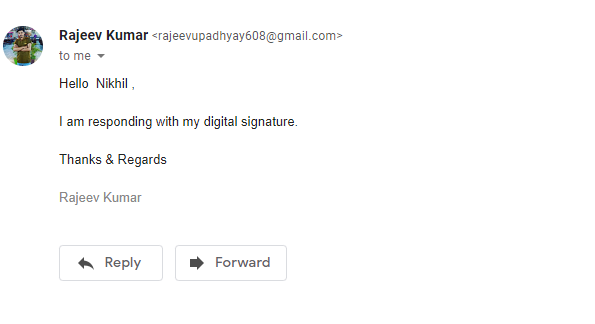 Rajeev Kumar <rajeevupadhyay608@gmail.com>
to me
Hello  Nikhil ,
I am responding with my digital signature.
Thanks & Regards
Rajeev Kumar
Reply Forward